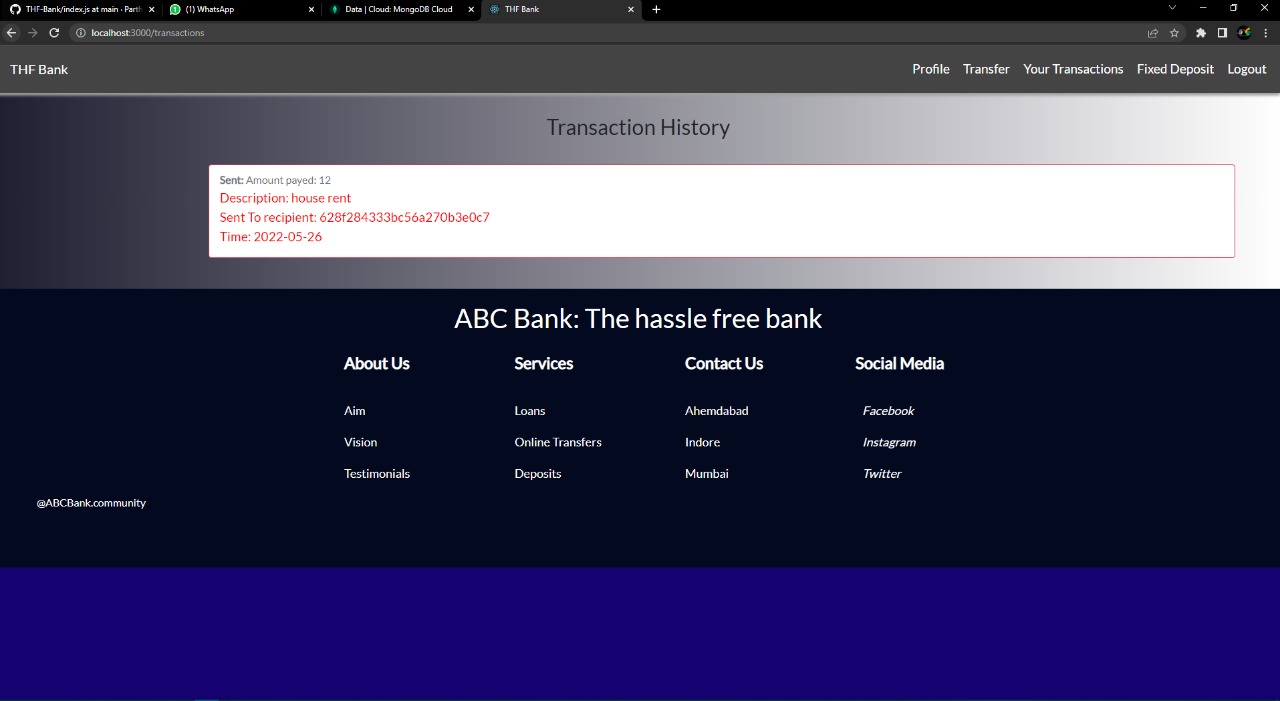 THF-Bank/index.js at main · Parth
(1) WhatsApp
Data | Cloud: MongoDB Cloud
THF Bank
localhost:3000/transactions
THF Bank
Profile
Transfer
Your Transactions
Fixed Deposit
Logout
Transaction History
Sent: Amount payed: 12
Description: house rent
Sent To recipient: 628f284333bc56a270b3e0c7
Time: 2022-05-26
ABC Bank: The hassle free bank
About Us
Aim
Vision
Testimonials
Services
Loans
Online Transfers
Deposits
Contact Us
Ahemdabad
Indore
Mumbai
Social Media
Facebook
Instagram
Twitter
@ABCBank.community